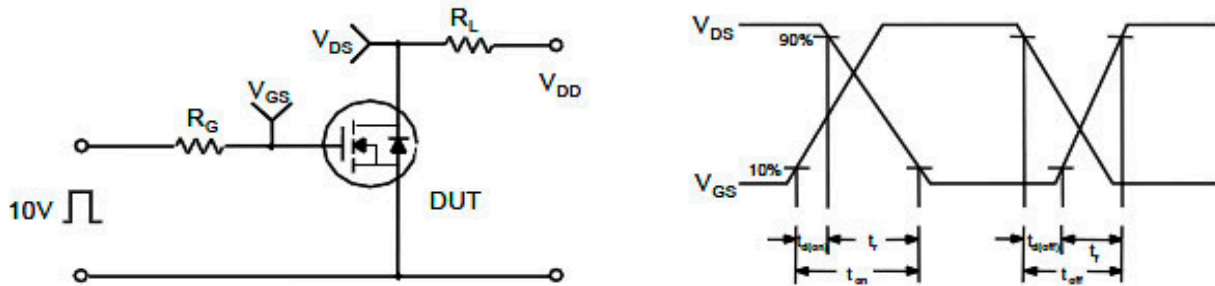 V_DS
R_L
V_DD
V_GS
R_G
10V
DUT
V_DS
90%
10%
V_GS
t_d(on)
t_r
t_d(off)
t_f
t_on
t_off